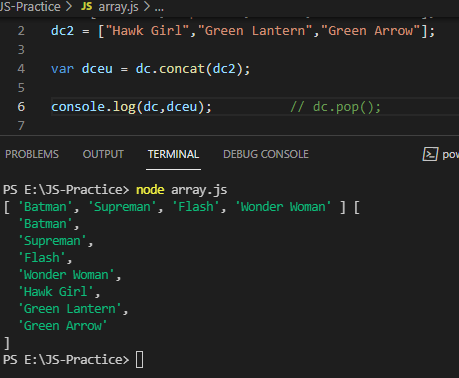 JS-Practice > JS array.js > ...
2 dc2 = ["Hawk Girl","Green Lantern","Green Arrow"];
3
4 var dceu = dc.concat(dc2);
5
6 console.log(dc,dceu); // dc.pop();
7
PROBLEMS OUTPUT TERMINAL DEBUG CONSOLE pow
PS E:\JS-Practice> node array.js
[ 'Batman', 'Supreman', 'Flash', 'Wonder Woman' ] [
'Batman',
'Supreman',
'Flash',
'Wonder Woman',
'Hawk Girl',
'Green Lantern',
'Green Arrow'
]
PS E:\JS-Practice>